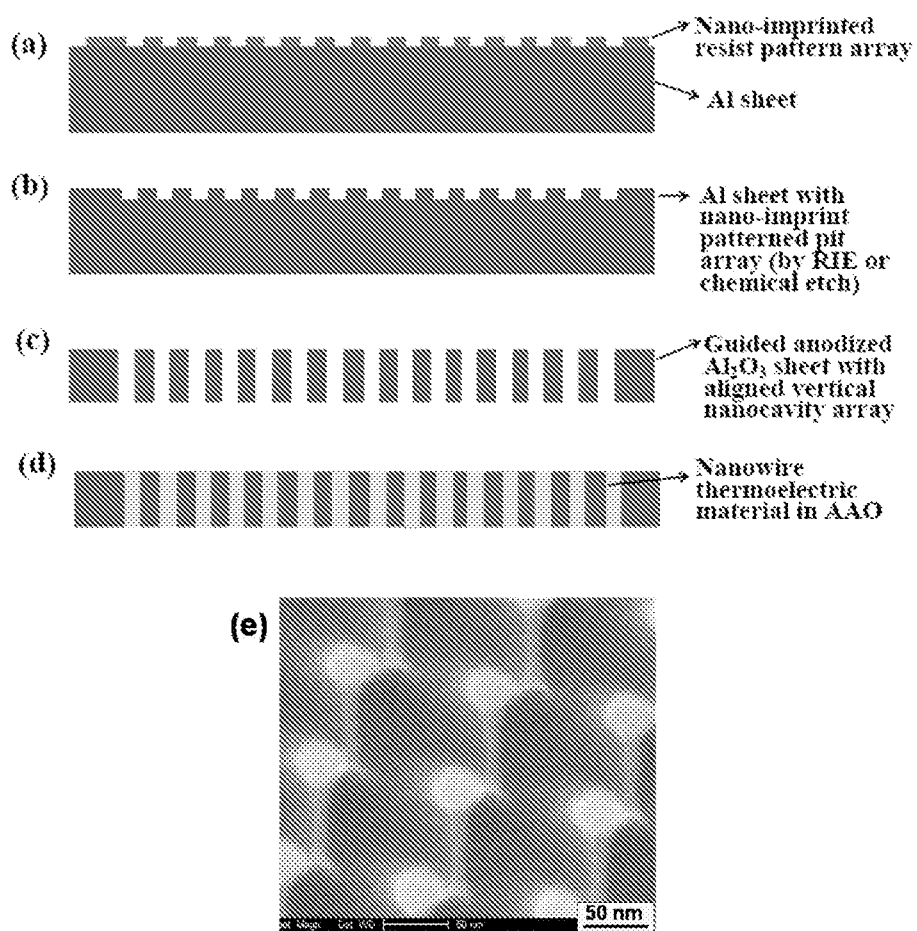 (a)
Nano-imprinted
resist pattern array
Al sheet
(b)
Al sheet with
nano-imprint
patterned pit
array (by RIE or
chemical etch)
(c)
Guided anodized
Al₂O₃ sheet with
aligned vertical
nanocavity array
(d)
Nanowire
thermoelectric
material in AAO
(e)
50 nm